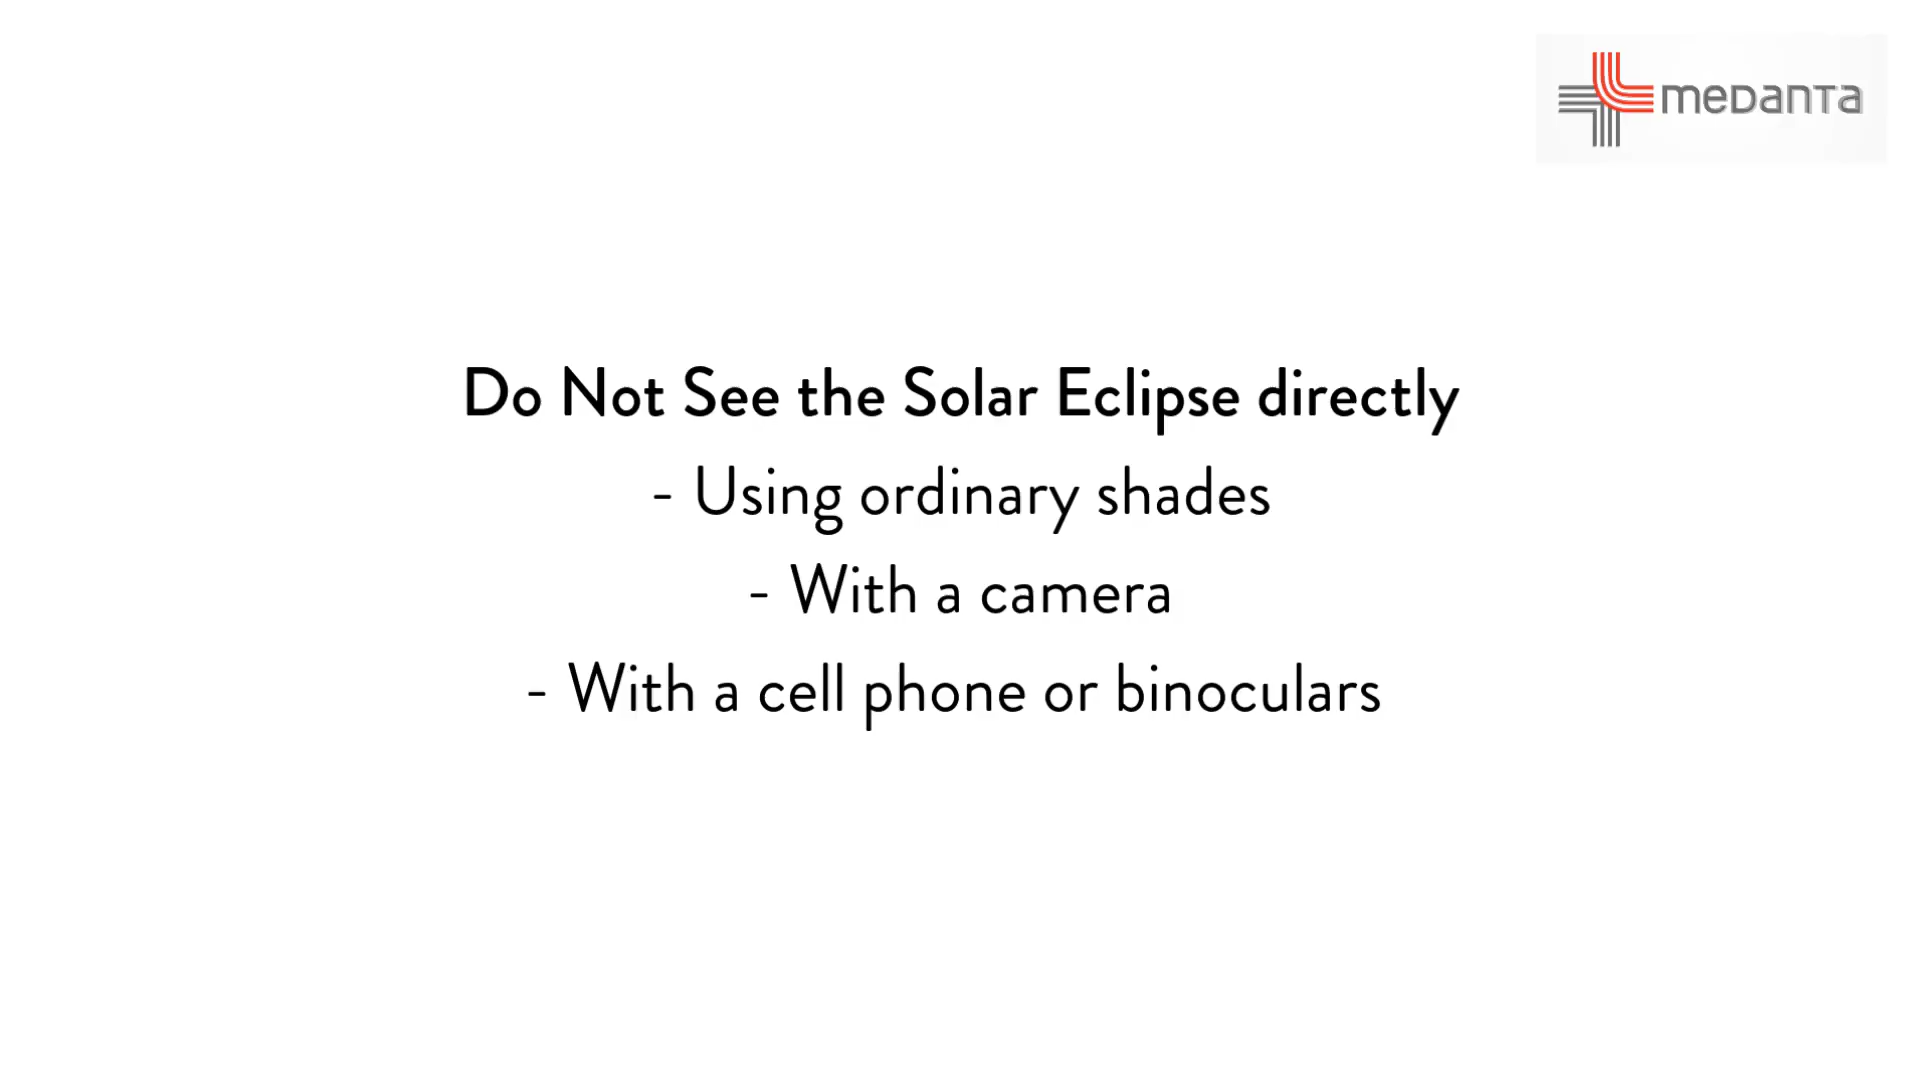 meDanTa
Do Not See the Solar Eclipse directly
- Using ordinary shades
- With a camera
- With a cell phone or binoculars